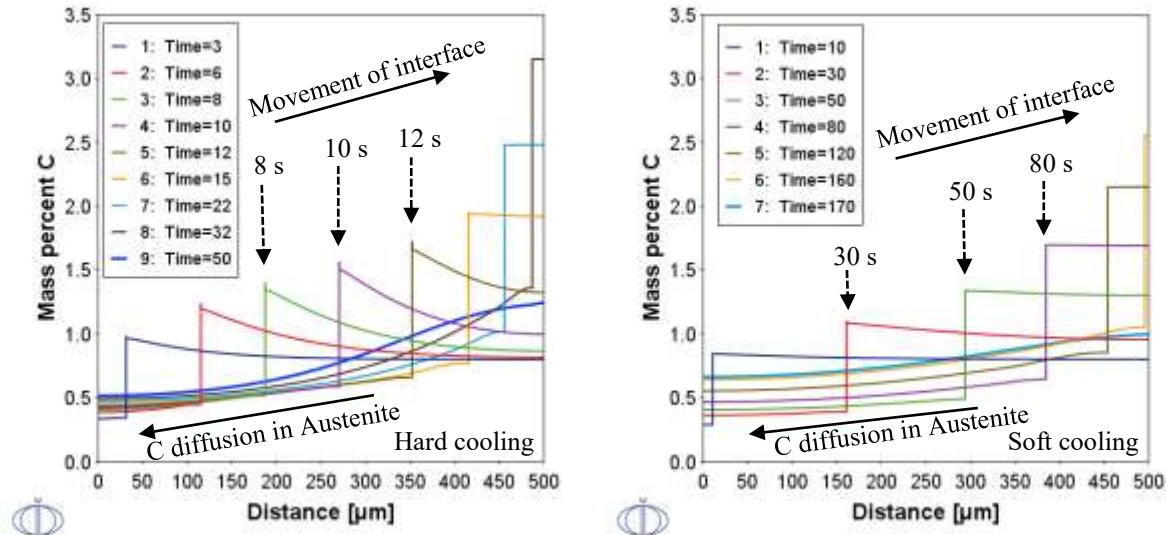 3.5
3.0
2.5
2.0
1.5
1.0
0.5
0.0
Mass percent C
1: Time=3
2: Time=6
3: Time=8
4: Time=10
5: Time=12
6: Time=15
7: Time=22
8: Time=32
9: Time=50
Movement of interface
8 s
10 s
12 s
C diffusion in Austenite
Hard cooling
0 50 100 150 200 250 300 350 400 450 500
Distance [µm]
3.5
3.0
2.5
2.0
1.5
1.0
0.5
0.0
Mass percent C
1: Time=10
2: Time=30
3: Time=50
4: Time=80
5: Time=120
6: Time=160
7: Time=170
Movement of interface
30 s
50 s
80 s
C diffusion in Austenite
Soft cooling
0 50 100 150 200 250 300 350 400 450 500
Distance [µm]